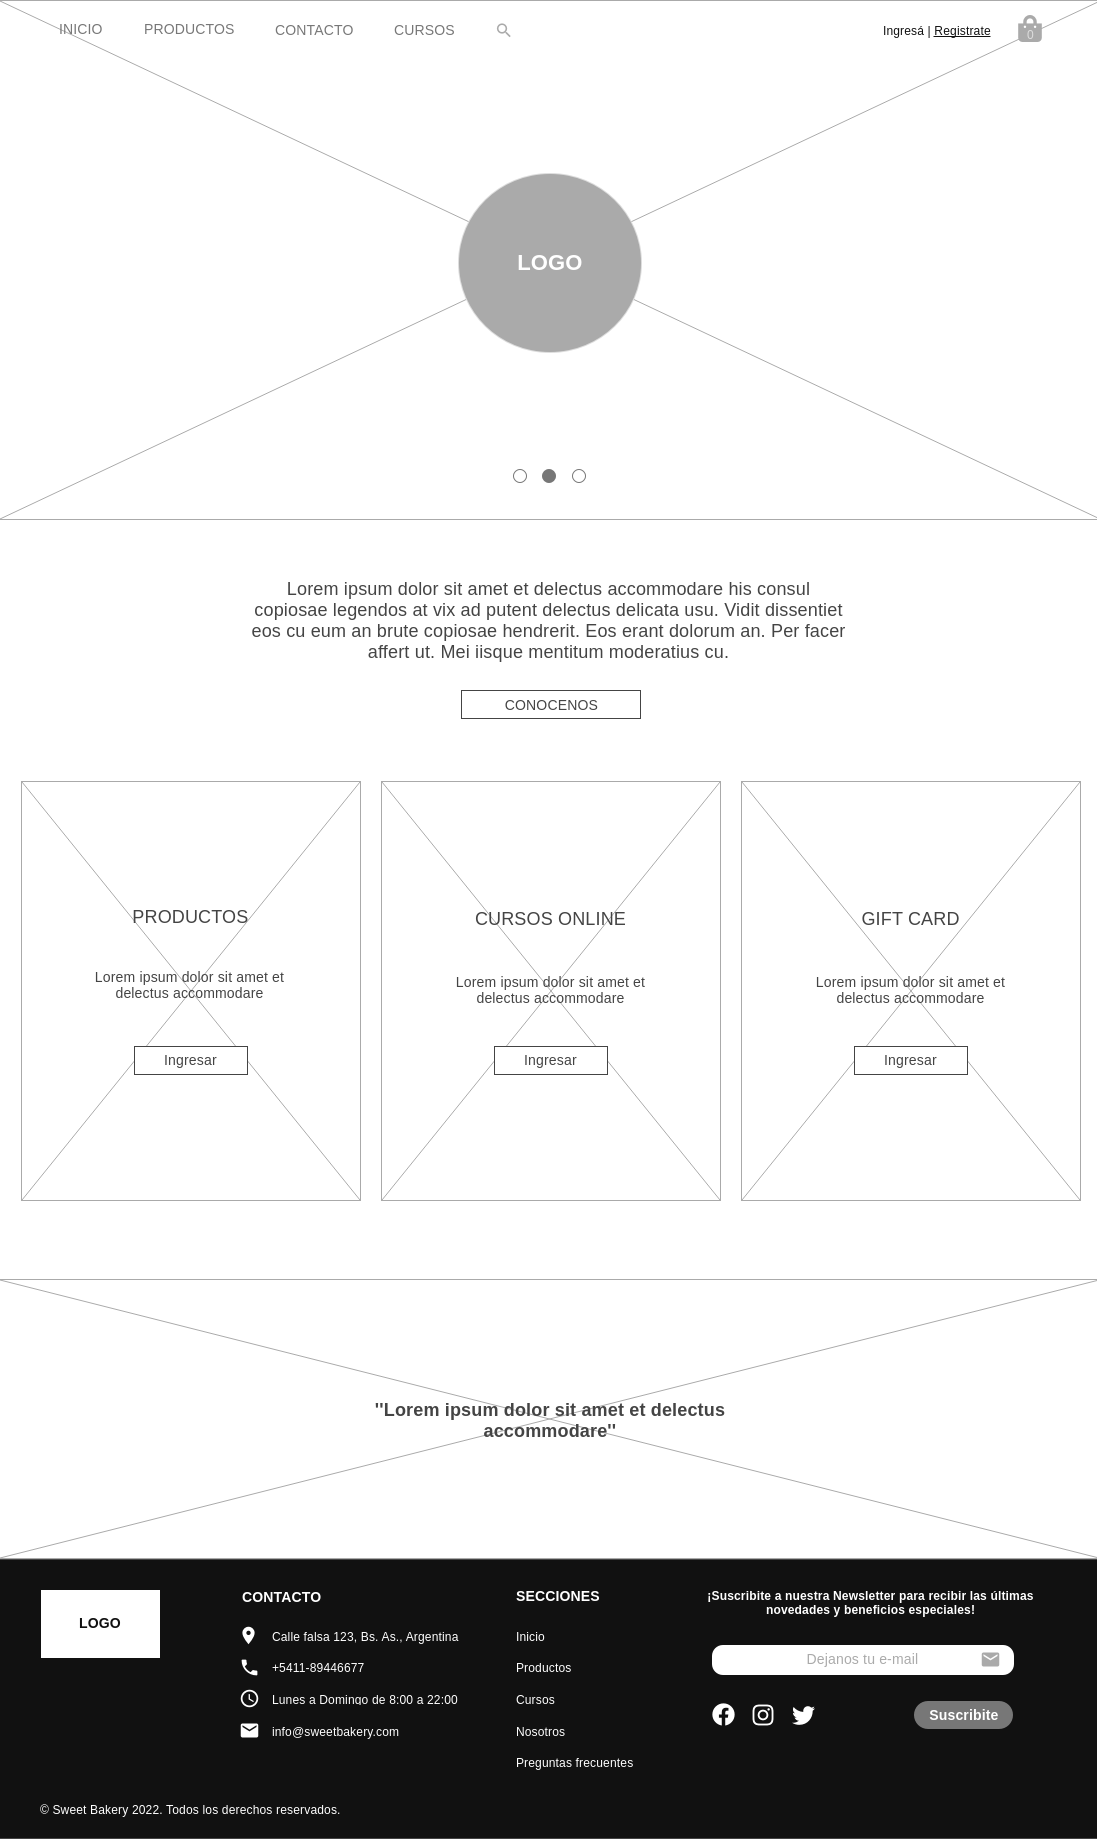 INICIO PRODUCTOS CONTACTO CURSOS
Ingresá | Registrate
0
LOGO
Lorem ipsum dolor sit amet et delectus accommodare his consul
copiosae legendos at vix ad putent delectus delicata usu. Vidit dissentiet
eos cu eum an brute copiosae hendrerit. Eos erant dolorum an. Per facer
affert ut. Mei iisque mentitum moderatius cu.
CONOCENOS
PRODUCTOS
Lorem ipsum dolor sit amet et
delectus accommodare
Ingresar
CURSOS ONLINE
Lorem ipsum dolor sit amet et
delectus accommodare
Ingresar
GIFT CARD
Lorem ipsum dolor sit amet et
delectus accommodare
Ingresar
"Lorem ipsum dolor sit amet et delectus
accommodare"
LOGO
CONTACTO
Calle falsa 123, Bs. As., Argentina
+5411-89446677
Lunes a Domingo de 8:00 a 22:00
info@sweetbakery.com
SECCIONES
Inicio
Productos
Cursos
Nosotros
Preguntas frecuentes
¡Suscribite a nuestra Newsletter para recibir las últimas
novedades y beneficios especiales!
Dejanos tu e-mail
Suscribite
© Sweet Bakery 2022. Todos los derechos reservados.